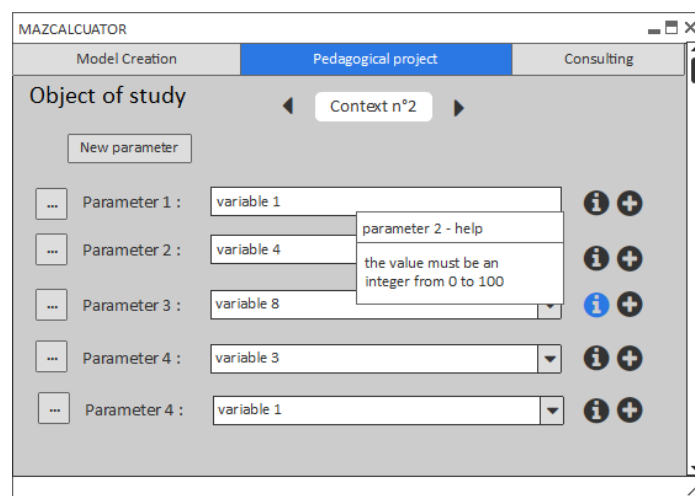 MAZCALCUATOR
Model Creation
Pedagogical project
Consulting
Object of study
Context n°2
New parameter
... Parameter 1 : variable 1
parameter 2 - help
the value must be an
integer from 0 to 100
... Parameter 2 : variable 4
... Parameter 3 : variable 8
... Parameter 4 : variable 3
... Parameter 4 : variable 1